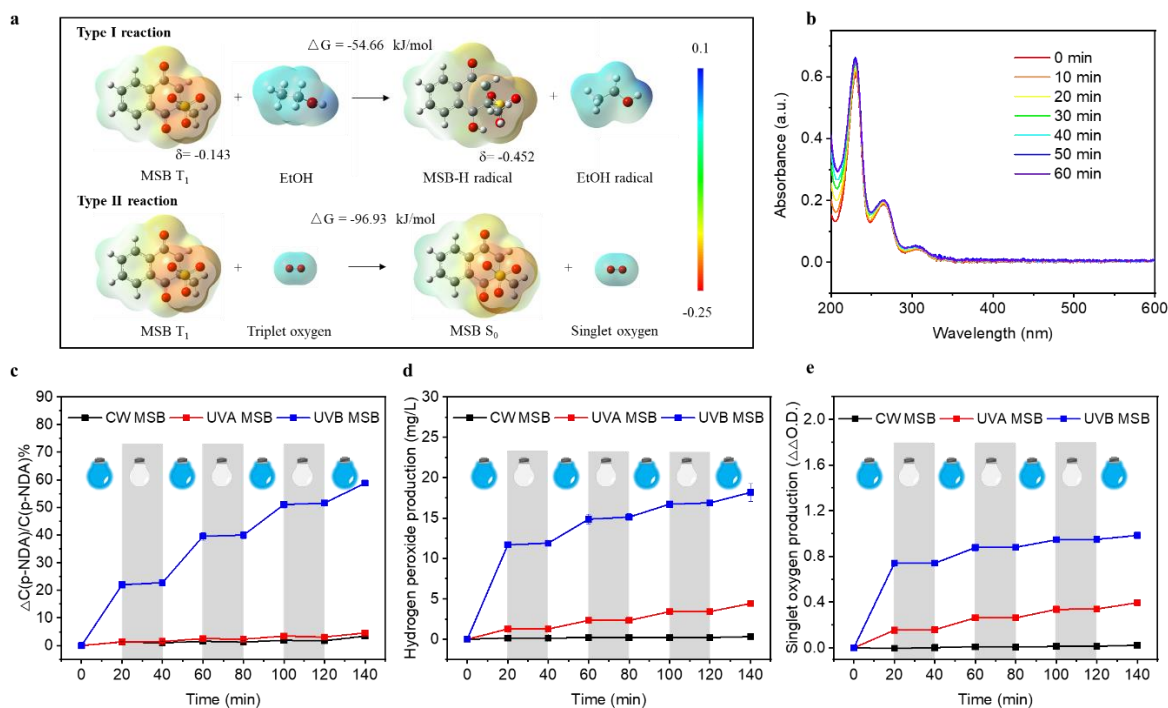 a
Type I reaction
△G = -54.66 kJ/mol
+
+
δ= -0.143
δ= -0.452
MSB T₁
EtOH
MSB-H radical
EtOH radical
Type II reaction
△G = -96.93 kJ/mol
+
+
MSB T₁
Triplet oxygen
MSB S₀
Singlet oxygen
0.1
-0.25
b
Absorbance (a.u.)
0.8
0.6
0.4
0.2
0.0
0 min
10 min
20 min
30 min
40 min
50 min
60 min
200 300 400 500 600
Wavelength (nm)
c
△C(p-NDA)/C(p-NDA)%
90
80
70
60
50
40
30
20
10
0
CW MSB UVA MSB UVB MSB
0 20 40 60 80 100 120 140
Time (min)
d
Hydrogen peroxide production (mg/L)
30
25
20
15
10
5
0
CW MSB UVA MSB UVB MSB
0 20 40 60 80 100 120 140
Time (min)
e
Singlet oxygen production (△△O.D.)
2.0
1.6
1.2
0.8
0.4
0.0
CW MSB UVA MSB UVB MSB
0 20 40 60 80 100 120 140
Time (min)